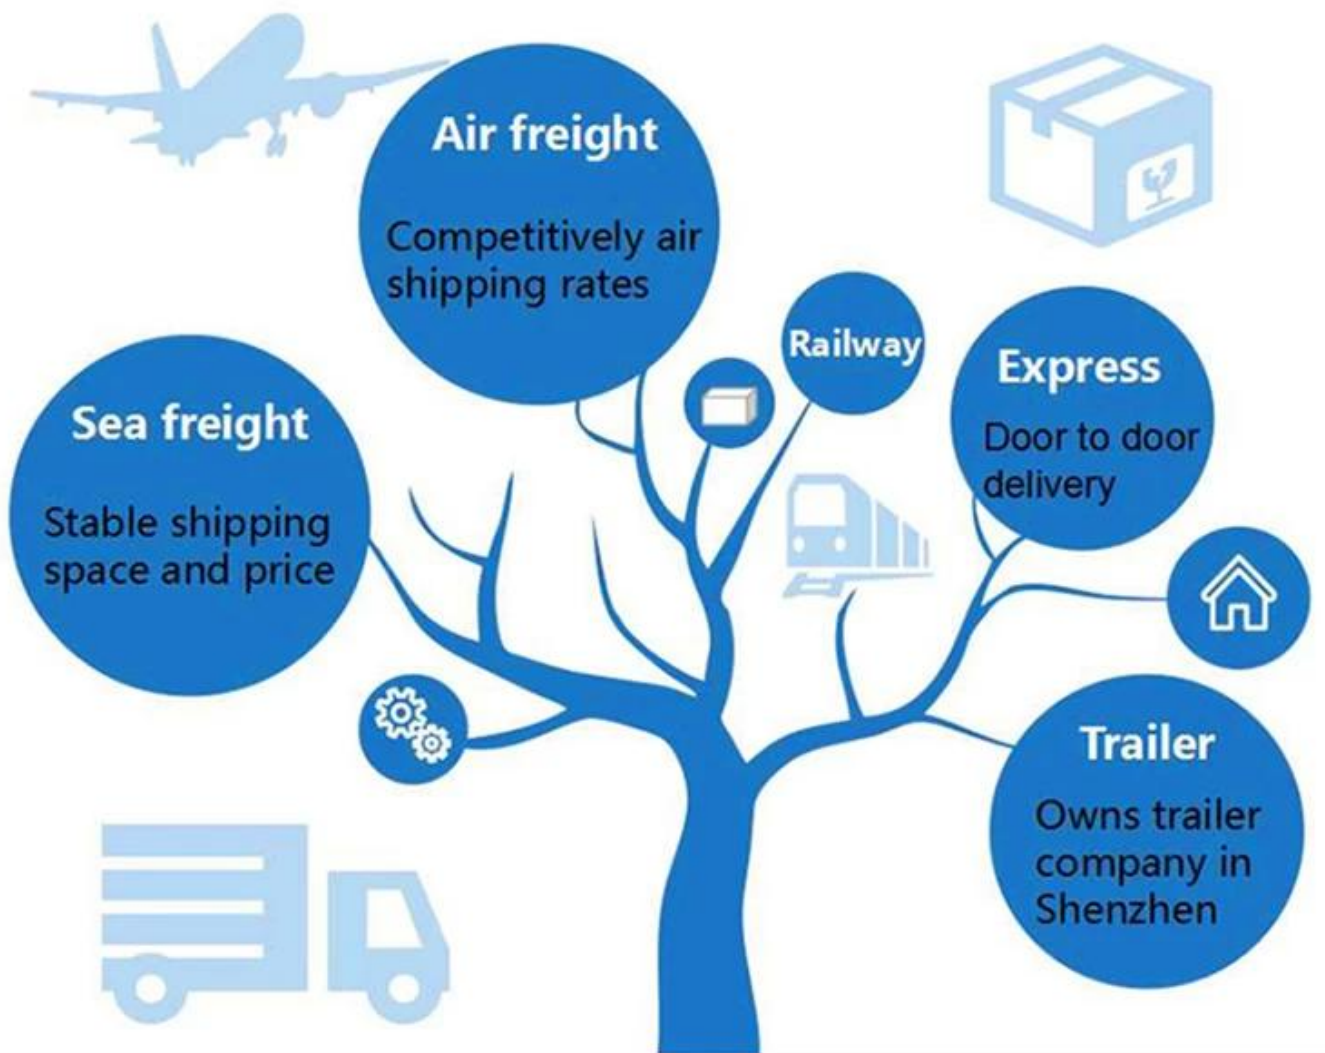 Air freight
Competitively air
shipping rates
Railway
Express
Door to door
delivery
Sea freight
Stable shipping
space and price
Trailer
Owns trailer
company in
Shenzhen